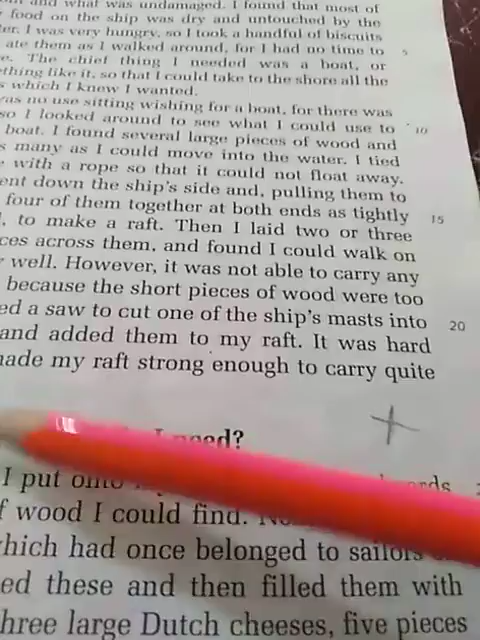 and what was undamaged. I found that most of
food on the ship was dry and untouched by the
er. I was very hungry, so I took a handful of biscuits
ate them as I walked around, for I had no time to 5
e. The chief thing I needed was a boat, or
ething like it, so that I could take to the shore all the
s which I knew I wanted.
was no use sitting wishing for a boat, for there was
so I looked around to see what I could use to 10
boat. I found several large pieces of wood and
s many as I could move into the water. I tied
with a rope so that it could not float away.
ent down the ship's side and, pulling them to
four of them together at both ends as tightly 15
, to make a raft. Then I laid two or three
ces across them, and found I could walk on
well. However, it was not able to carry any
because the short pieces of wood were too
ed a saw to cut one of the ship's masts into 20
and added them to my raft. It was hard
made my raft strong enough to carry quite
I need?
I put onto
f wood I could find.
which had once belonged to sailors
ed these and then filled them with
hree large Dutch cheeses, five pieces